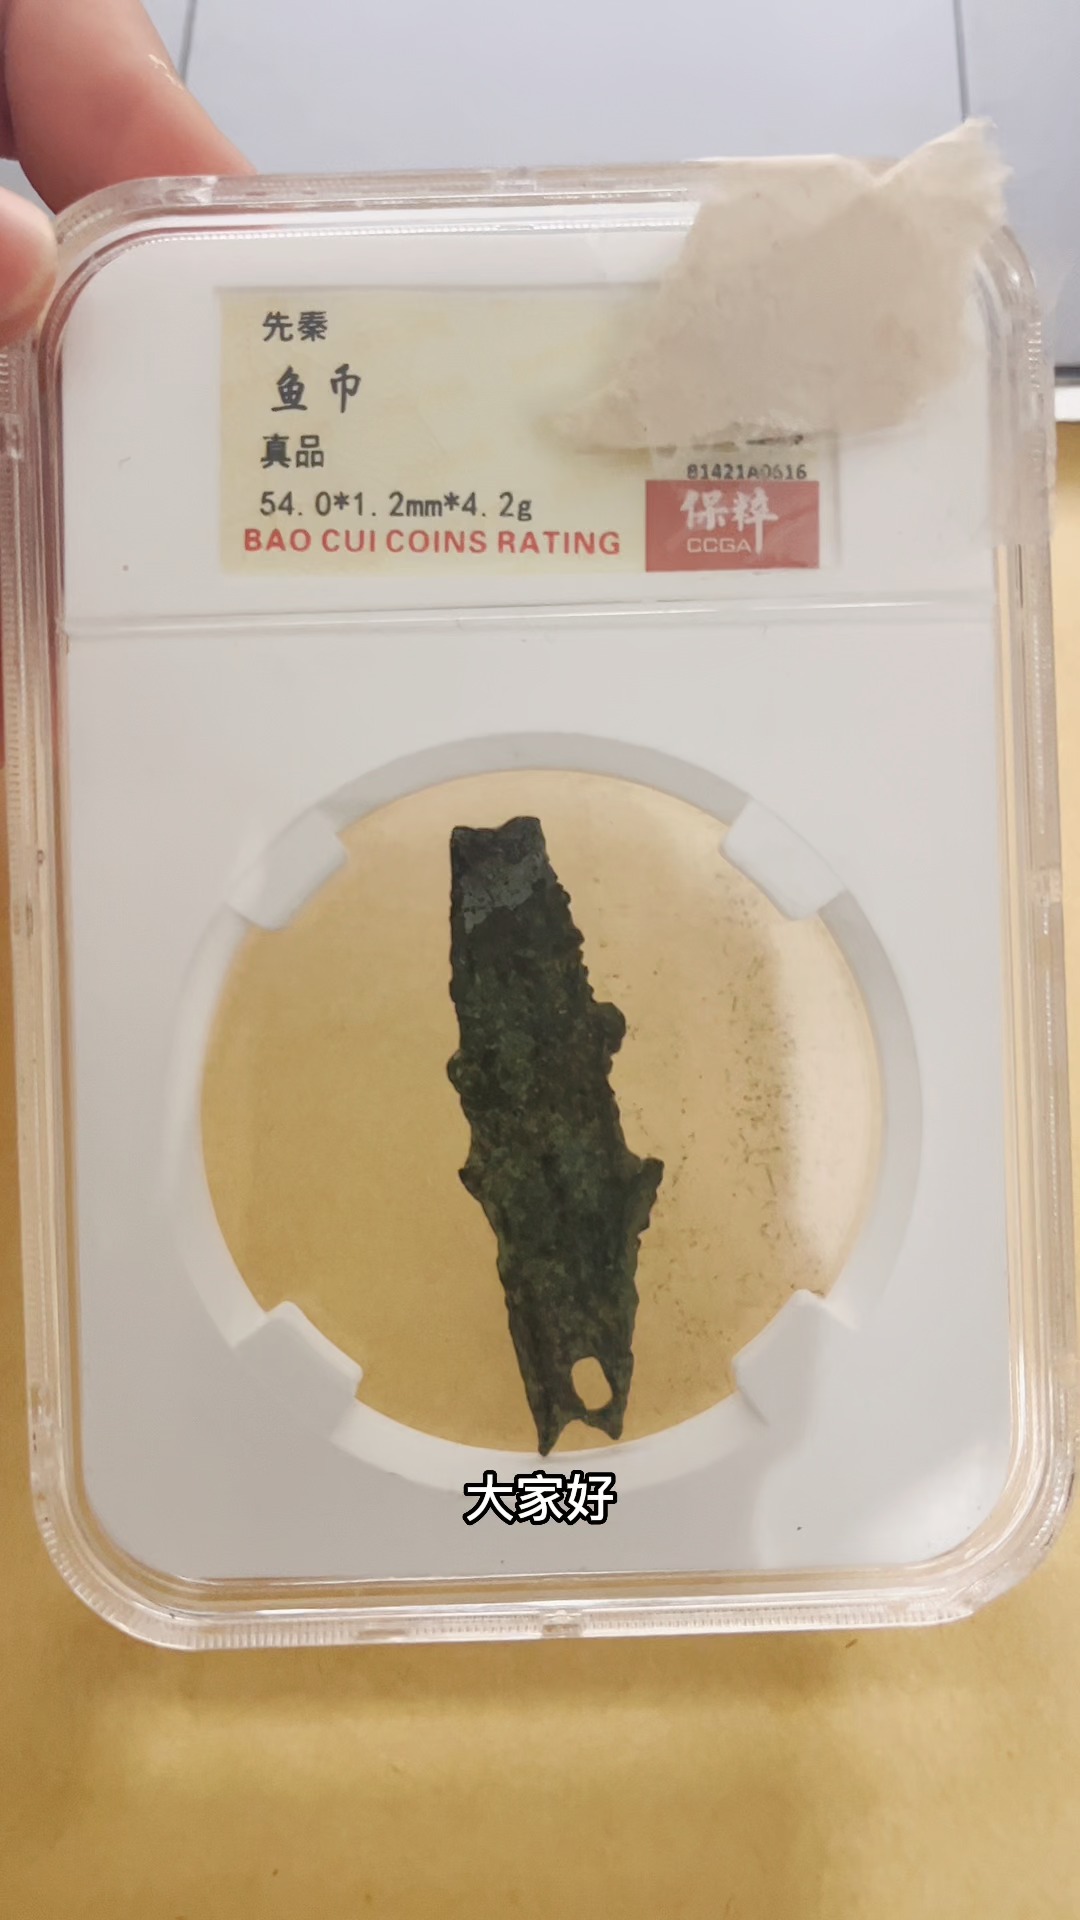 先秦
鱼币
真品
54.0*1.2mm*4.2g
BAO CUI COINS RATING
81421A0616
保粹
CCGA
大家好